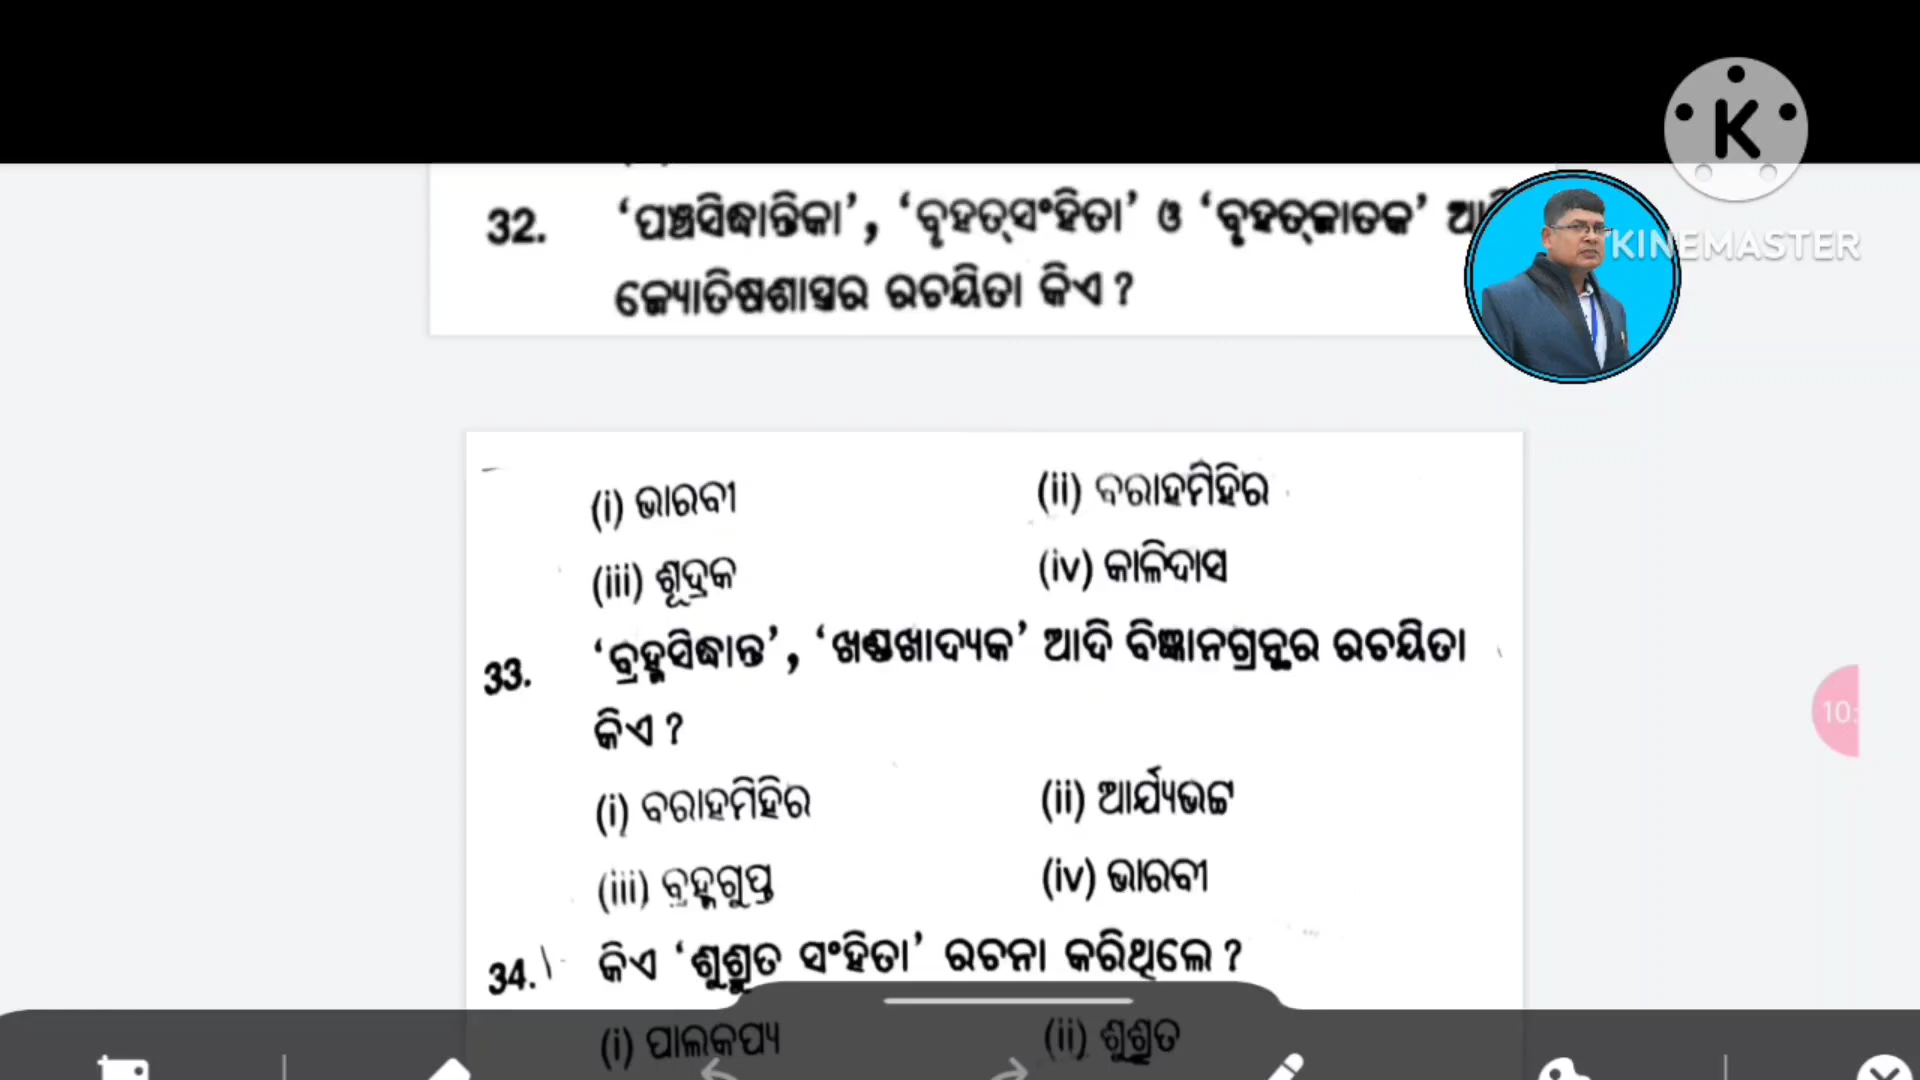 KINEMASTER
32. ‘ପଞ୍ଚସିଦ୍ଧାନ୍ତିକା’, ‘ବୃହତ୍‌ସଂହିତା’ ଓ ‘ବୃହତ୍‌ଜାତକ’
ଜ୍ୟୋତିଷଶାସ୍ତ୍ରର ରଚୟିତା କିଏ ?
(i) ଭାରବୀ (ii) ବରାହମିହିର
(iii) ଶୂଦ୍ରକ (iv) କାଳିଦାସ
33. ‘ବ୍ରହ୍ମସିଦ୍ଧାନ୍ତ’, ‘ଖଣ୍ଡଖାଦ୍ୟକ’ ଆଦି ବିଜ୍ଞାନଗ୍ରନ୍ଥର ରଚୟିତା
କିଏ ?
(i) ବରାହମିହିର (ii) ଆର୍ଯ୍ୟଭଟ୍ଟ
(iii) ବ୍ରହ୍ମଗୁପ୍ତ (iv) ଭାରବୀ
34. କିଏ ‘ଶୁଶ୍ରୁତ ସଂହିତା’ ରଚନା କରିଥିଲେ ?
(i) ପାଲକପ୍ୟ (ii) ଶୁଶ୍ରୁତ
10: